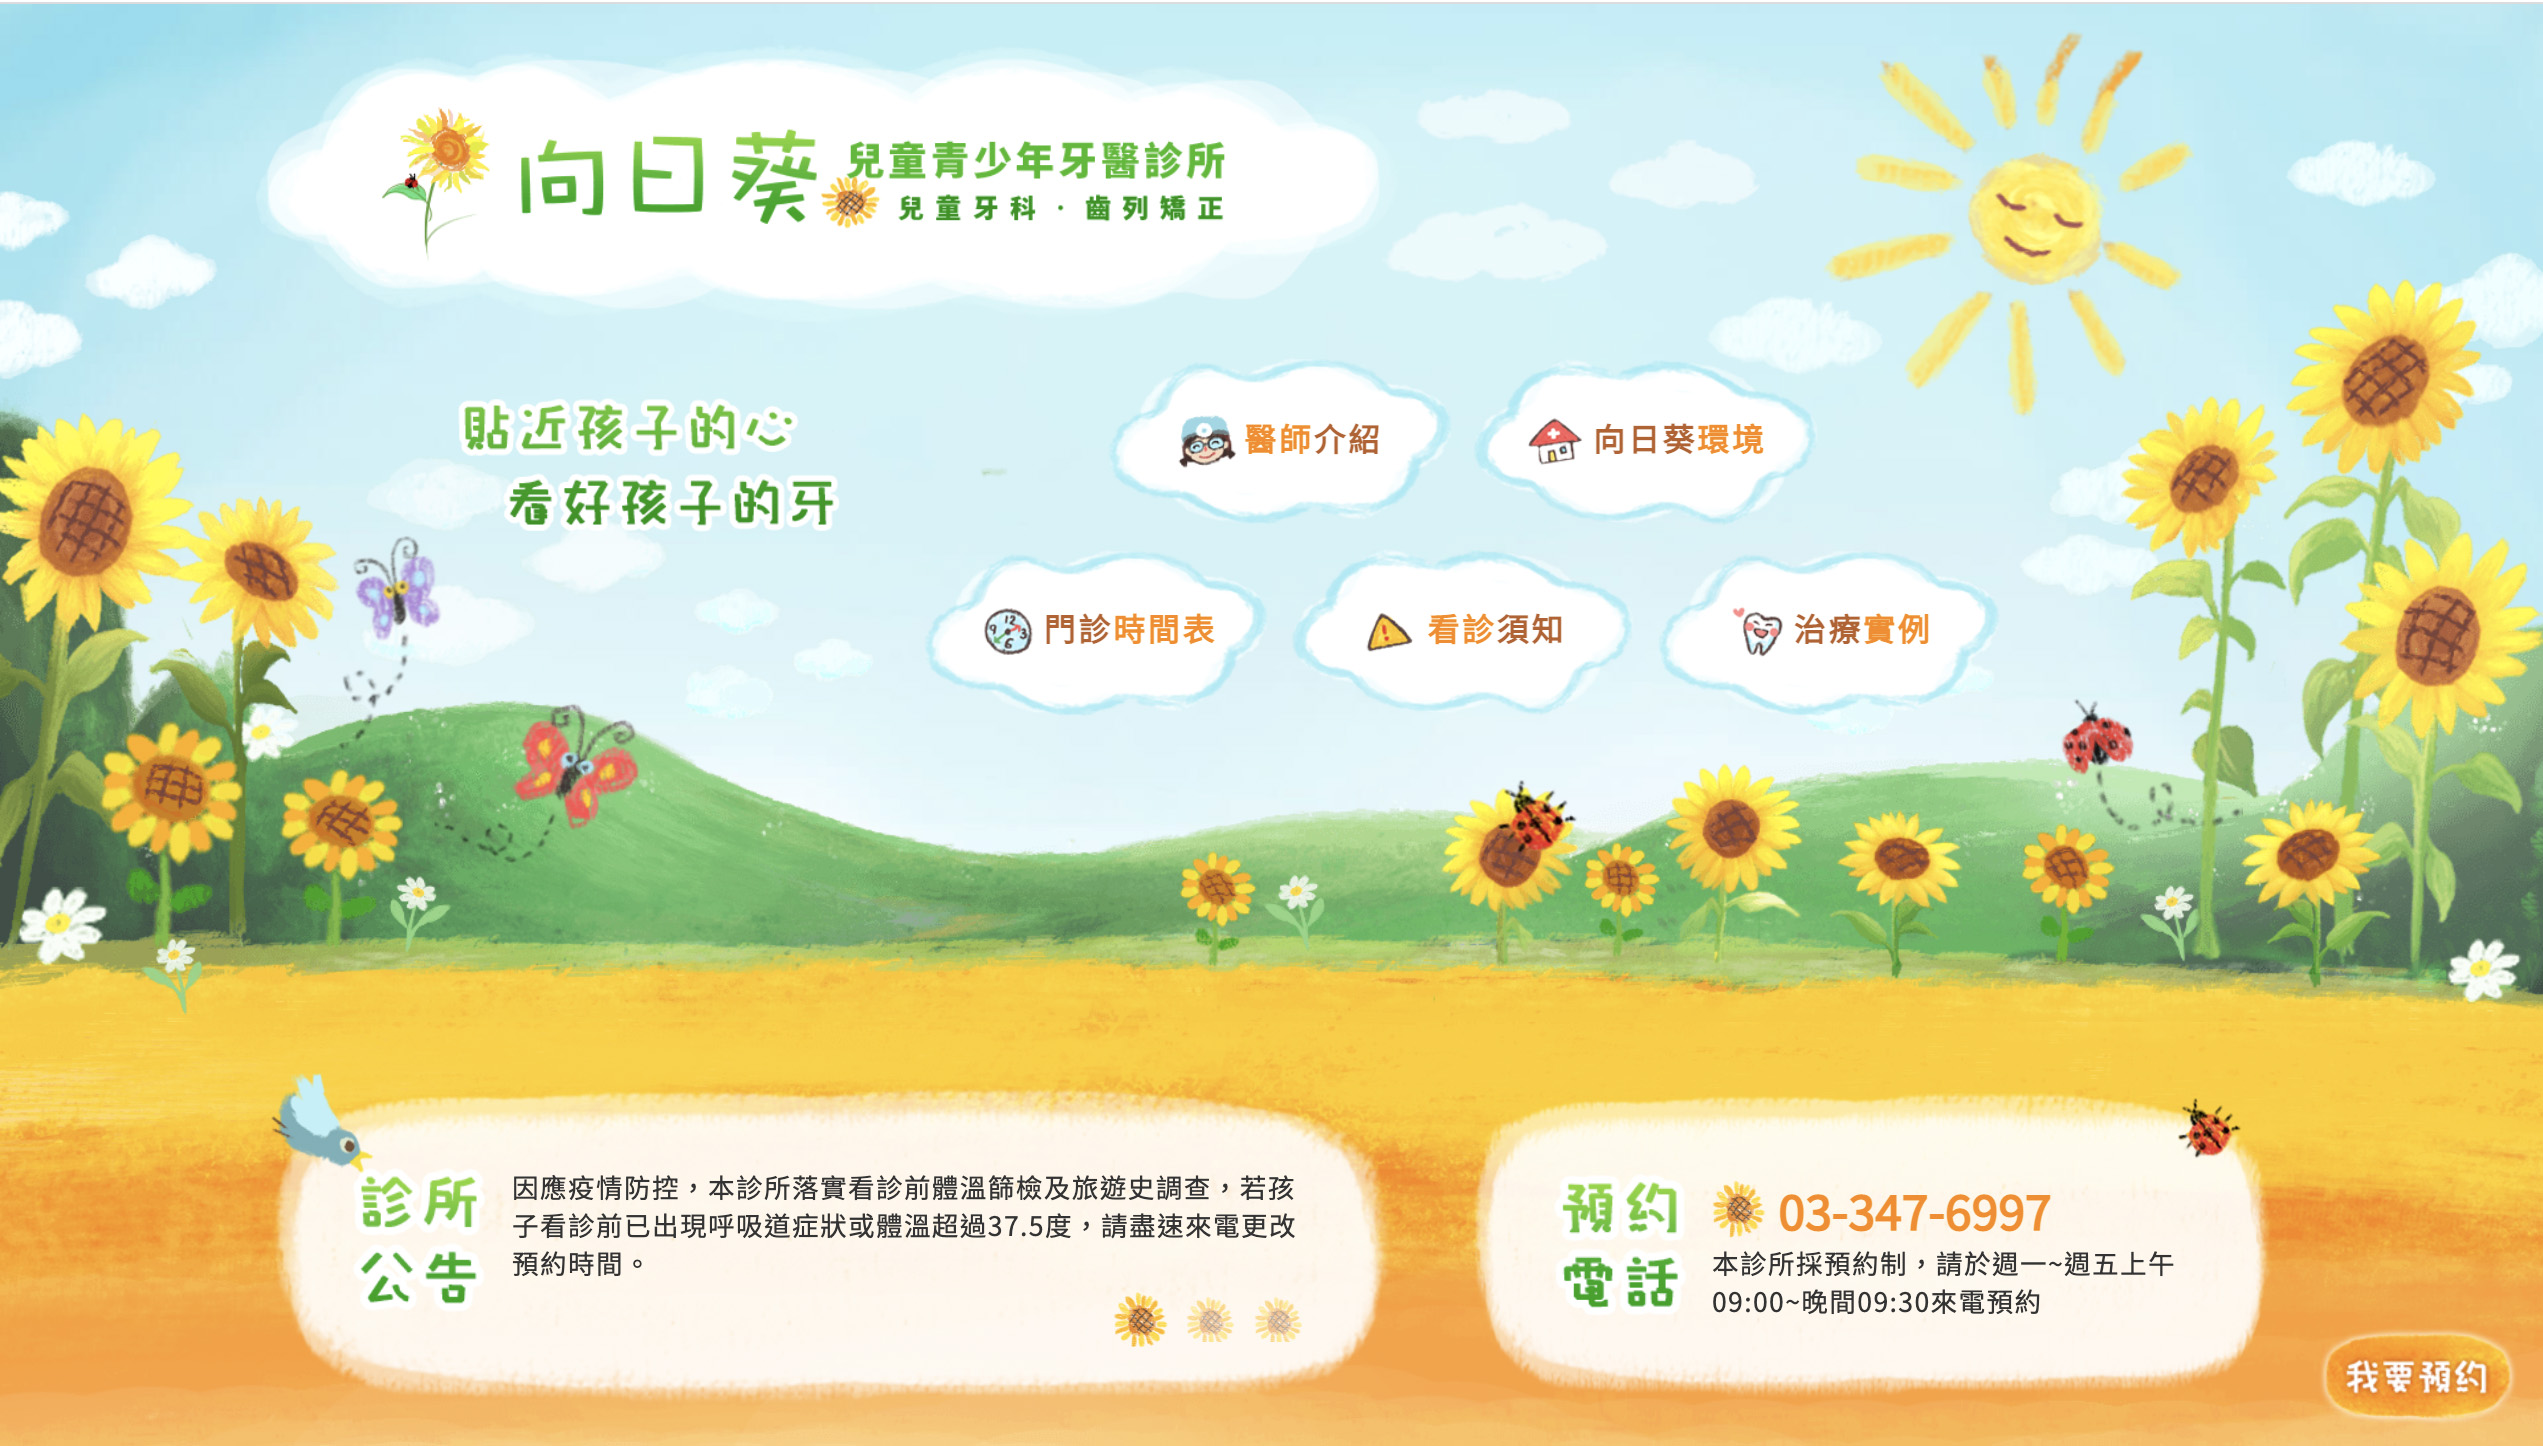 向日葵
兒童青少年牙醫診所
兒童牙科・齒列矯正
貼近孩子的心
看好孩子的牙
醫師介紹
向日葵環境
12
9 3
6
門診時間表
看診須知
治療實例
診所
公告
因應疫情防控，本診所落實看診前體溫篩檢及旅遊史調查，若孩
子看診前已出現呼吸道症狀或體溫超過37.5度，請盡速來電更改
預約時間。
預約
電話
03-347-6997
本診所採預約制，請於週一~週五上午
09:00~晚間09:30來電預約
我要預約